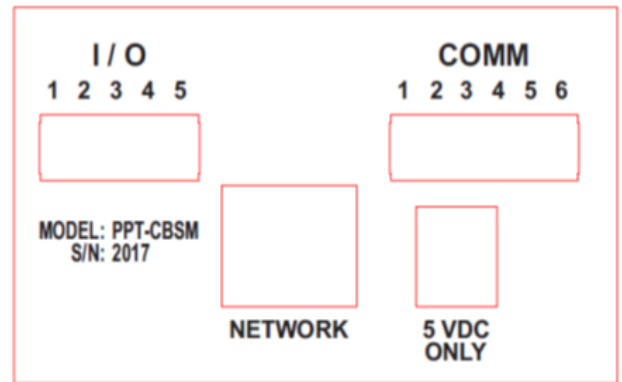 I / O
1 2 3 4 5
COMM
1 2 3 4 5 6
MODEL: PPT-CBSM
S/N: 2017
NETWORK
5 VDC
ONLY